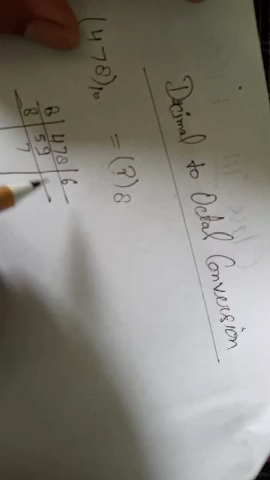 Decimal to Octal Conversion
(478)10 = (?)8
8 | 478 | 6
8 | 59
7